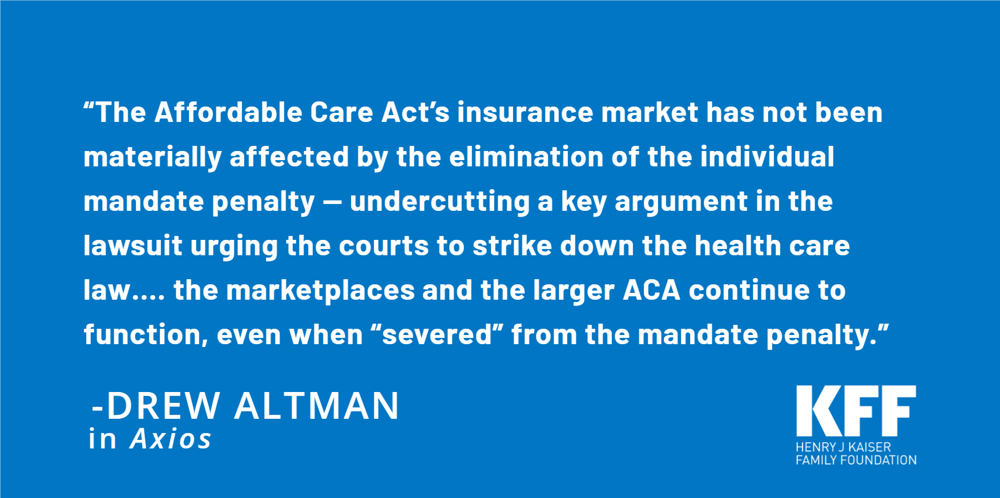 “The Affordable Care Act’s insurance market has not been
materially affected by the elimination of the individual
mandate penalty — undercutting a key argument in the
lawsuit urging the courts to strike down the health care
law.... the marketplaces and the larger ACA continue to
function, even when “severed” from the mandate penalty.”
-DREW ALTMAN
in Axios
KFF
HENRY J KAISER
FAMILY FOUNDATION